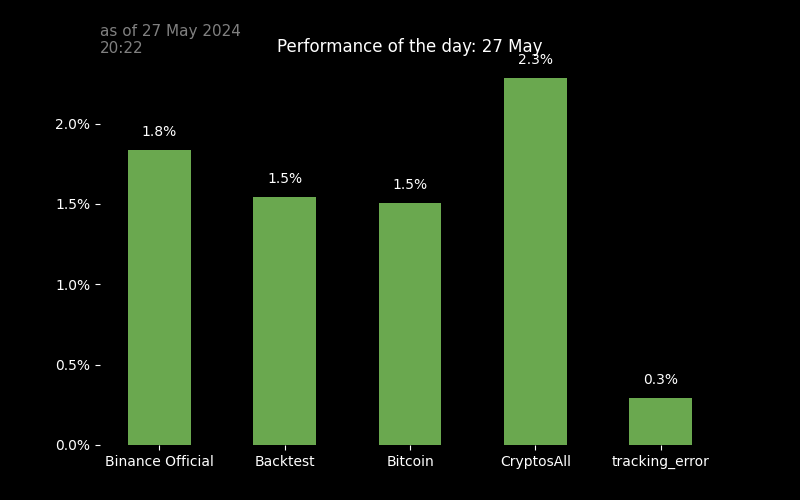 as of 27 May 2024
20:22
Performance of the day: 27 May
2.3%
2.0%
1.8%
1.5%
1.5%
1.5%
1.0%
0.5%
0.3%
0.0%
Binance Official
Backtest
Bitcoin
CryptosAll
tracking_error